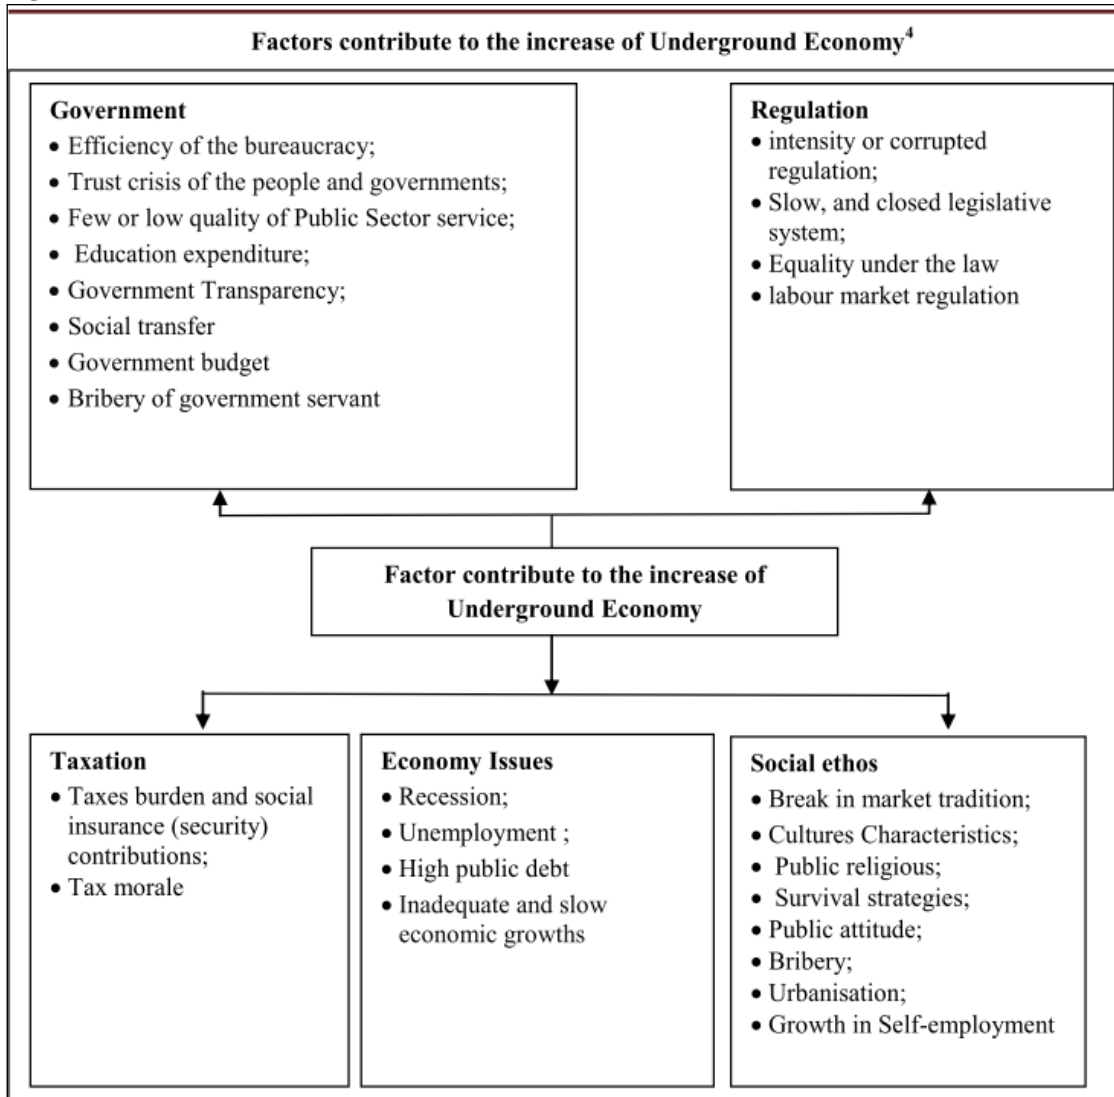 Factors contribute to the increase of Underground Economy⁴
Government
• Efficiency of the bureaucracy;
• Trust crisis of the people and governments;
• Few or low quality of Public Sector service;
• Education expenditure;
• Government Transparency;
• Social transfer
• Government budget
• Bribery of government servant
Regulation
• intensity or corrupted
regulation;
• Slow, and closed legislative
system;
• Equality under the law
• labour market regulation
Factor contribute to the increase of
Underground Economy
Taxation
• Taxes burden and social
insurance (security)
contributions;
• Tax morale
Economy Issues
• Recession;
• Unemployment ;
• High public debt
• Inadequate and slow
economic growths
Social ethos
• Break in market tradition;
• Cultures Characteristics;
• Public religious;
• Survival strategies;
• Public attitude;
• Bribery;
• Urbanisation;
• Growth in Self-employment